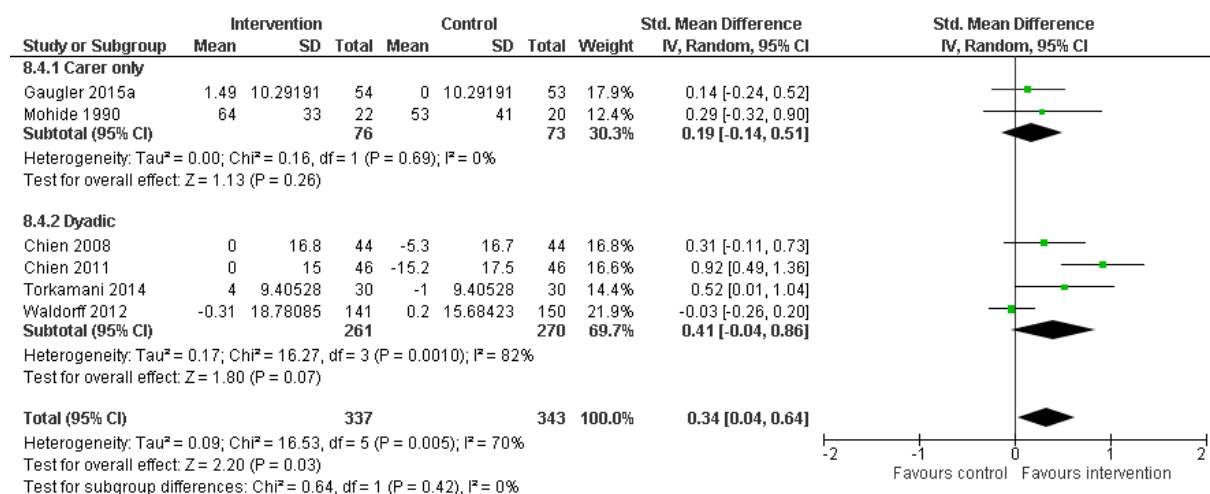 Intervention Control Std. Mean Difference Std. Mean Difference
Study or Subgroup Mean SD Total Mean SD Total Weight IV, Random, 95% CI IV, Random, 95% CI
8.4.1 Carer only
Gaugler 2015a 1.49 10.29191 54 0 10.29191 53 17.9% 0.14 [-0.24, 0.52]
Mohide 1990 64 33 22 53 41 20 12.4% 0.29 [-0.32, 0.90]
Subtotal (95% CI) 76 73 30.3% 0.19 [-0.14, 0.51]
Heterogeneity: Tau² = 0.00; Chi² = 0.16, df = 1 (P = 0.69); I² = 0%
Test for overall effect: Z = 1.13 (P = 0.26)
8.4.2 Dyadic
Chien 2008 0 16.8 44 -5.3 16.7 44 16.8% 0.31 [-0.11, 0.73]
Chien 2011 0 15 46 -15.2 17.5 46 16.6% 0.92 [0.49, 1.36]
Torkamani 2014 4 9.40528 30 -1 9.40528 30 14.4% 0.52 [0.01, 1.04]
Waldorff 2012 -0.31 18.78085 141 0.2 15.68423 150 21.9% -0.03 [-0.26, 0.20]
Subtotal (95% CI) 261 270 69.7% 0.41 [-0.04, 0.86]
Heterogeneity: Tau² = 0.17; Chi² = 16.27, df = 3 (P = 0.0010); I² = 82%
Test for overall effect: Z = 1.80 (P = 0.07)
Total (95% CI) 337 343 100.0% 0.34 [0.04, 0.64]
Heterogeneity: Tau² = 0.09; Chi² = 16.53, df = 5 (P = 0.005); I² = 70%
Test for overall effect: Z = 2.20 (P = 0.03)
Test for subgroup differences: Chi² = 0.64, df = 1 (P = 0.42), I² = 0%
-2 -1 0 1 2
Favours control Favours intervention